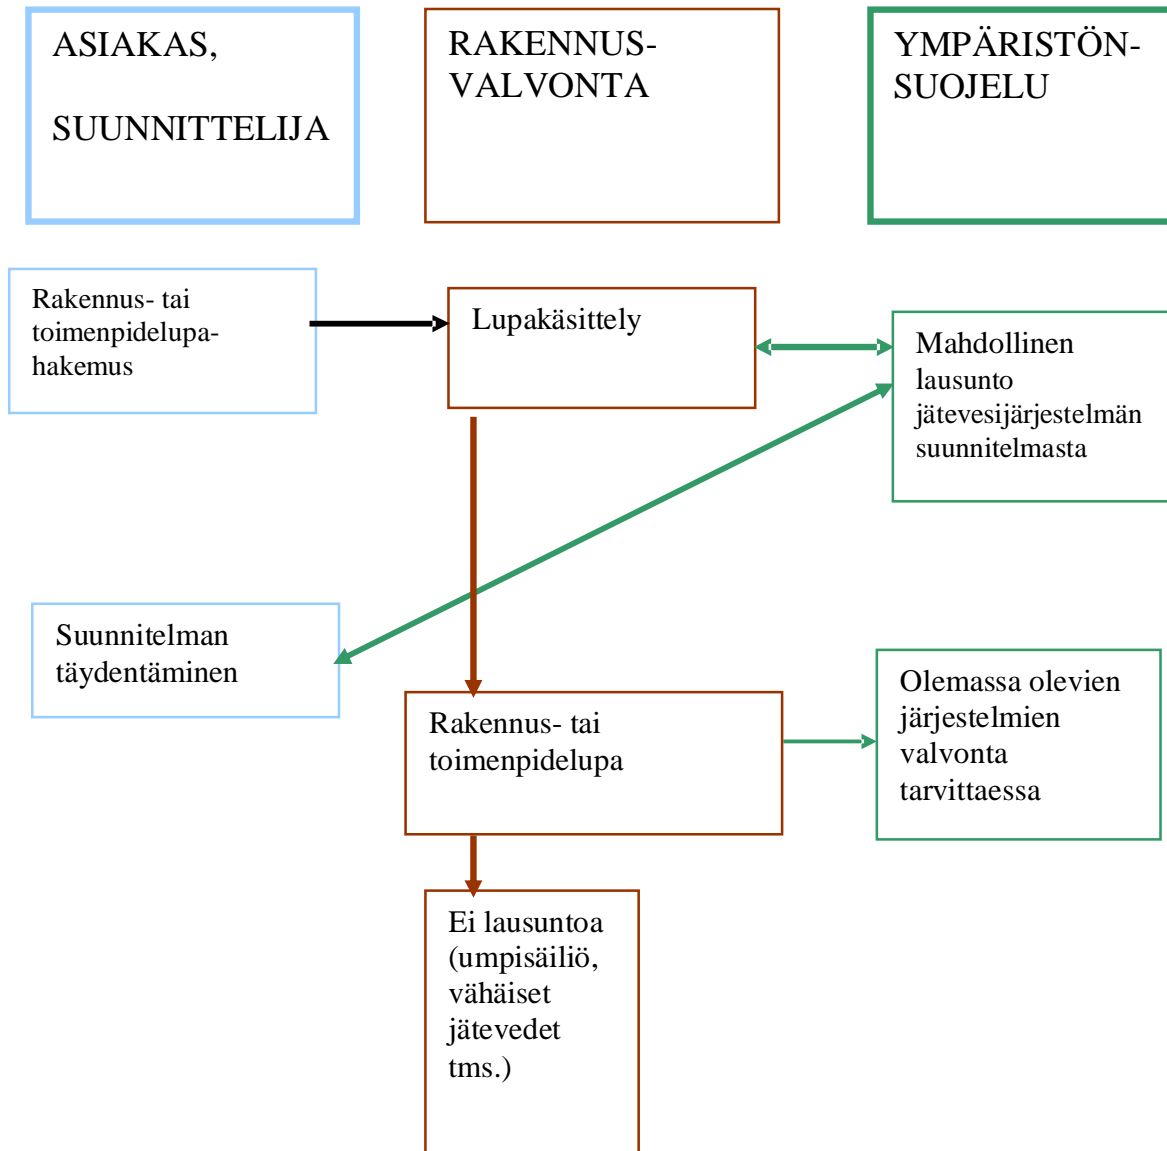 ASIAKAS,
SUUNNITTELIJA
RAKENNUS-
VALVONTA
YMPÄRISTÖN-
SUOJELU
Rakennus- tai
toimenpidelupa-
hakemus
Lupakäsittely
Mahdollinen
lausunto
jätevesijärjestelmän
suunnitelmasta
Suunnitelman
täydentäminen
Rakennus- tai
toimenpidelupa
Olemassa olevien
järjestelmien
valvonta
tarvittaessa
Ei lausuntoa
(umpisäiliö,
vähäiset
jätevedet
tms.)